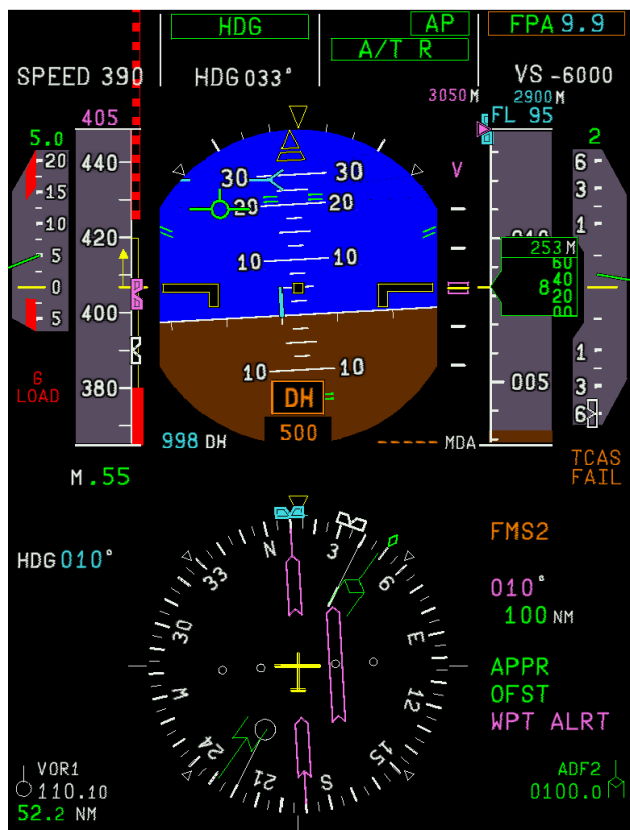 HDG AP FPA 9.9
A/T R
SPEED 390 HDG 033° VS -6000
3050M 2900M
405 FL 95
5.0 2
20 440 30 30 V 6
15 20 20 3
10 1
420 010
5 10 10 253 M
60
0 8 40
20
400 00
5 1
10 10 005 3
G 380 6
LOAD DH
998 DH 500 MDA
TCAS
M .55 FAIL
N 3 6 E 12 15 S 21 24 W 30 33
FMS2
HDG 010°
010°
100 NM
APPR
OFST
WPT ALRT
VOR1 ADF2
110.10 0100.0
52.2 NM